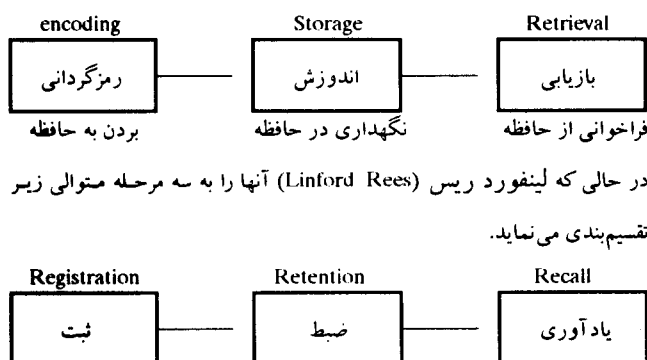 encoding Storage Retrieval
رمزگردانی اندوزش بازیابی
بردن به حافظه نگهداری در حافظه فراخوانی از حافظه
در حالی که لینفورد ریس (Linford Rees) آنها را به سه مرحله متوالی زیر
تقسیم‌بندی می‌نماید.
Registration Retention Recall
ثبت ضبط یادآوری